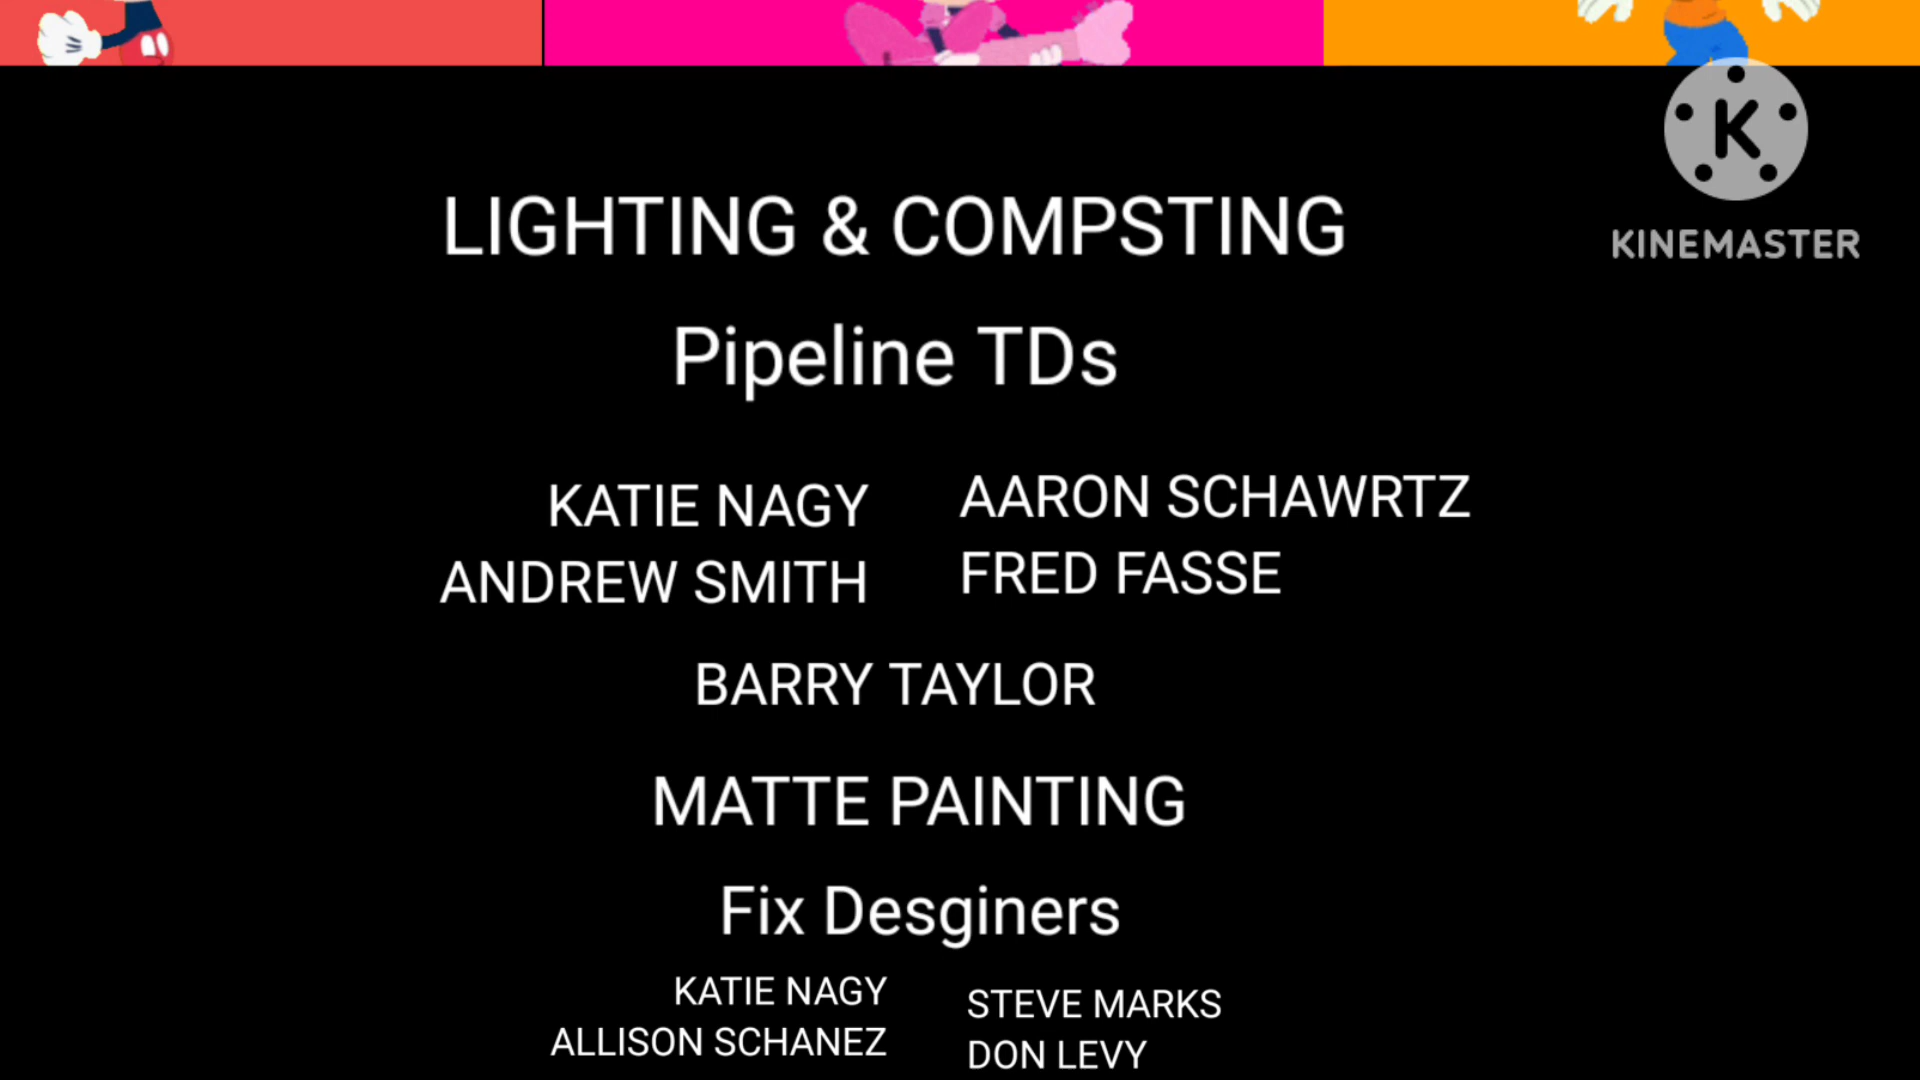 K
KINEMASTER
LIGHTING & COMPSTING
Pipeline TDs
KATIE NAGY
AARON SCHAWRTZ
ANDREW SMITH
FRED FASSE
BARRY TAYLOR
MATTE PAINTING
Fix Desginers
KATIE NAGY
STEVE MARKS
ALLISON SCHANEZ
DON LEVY